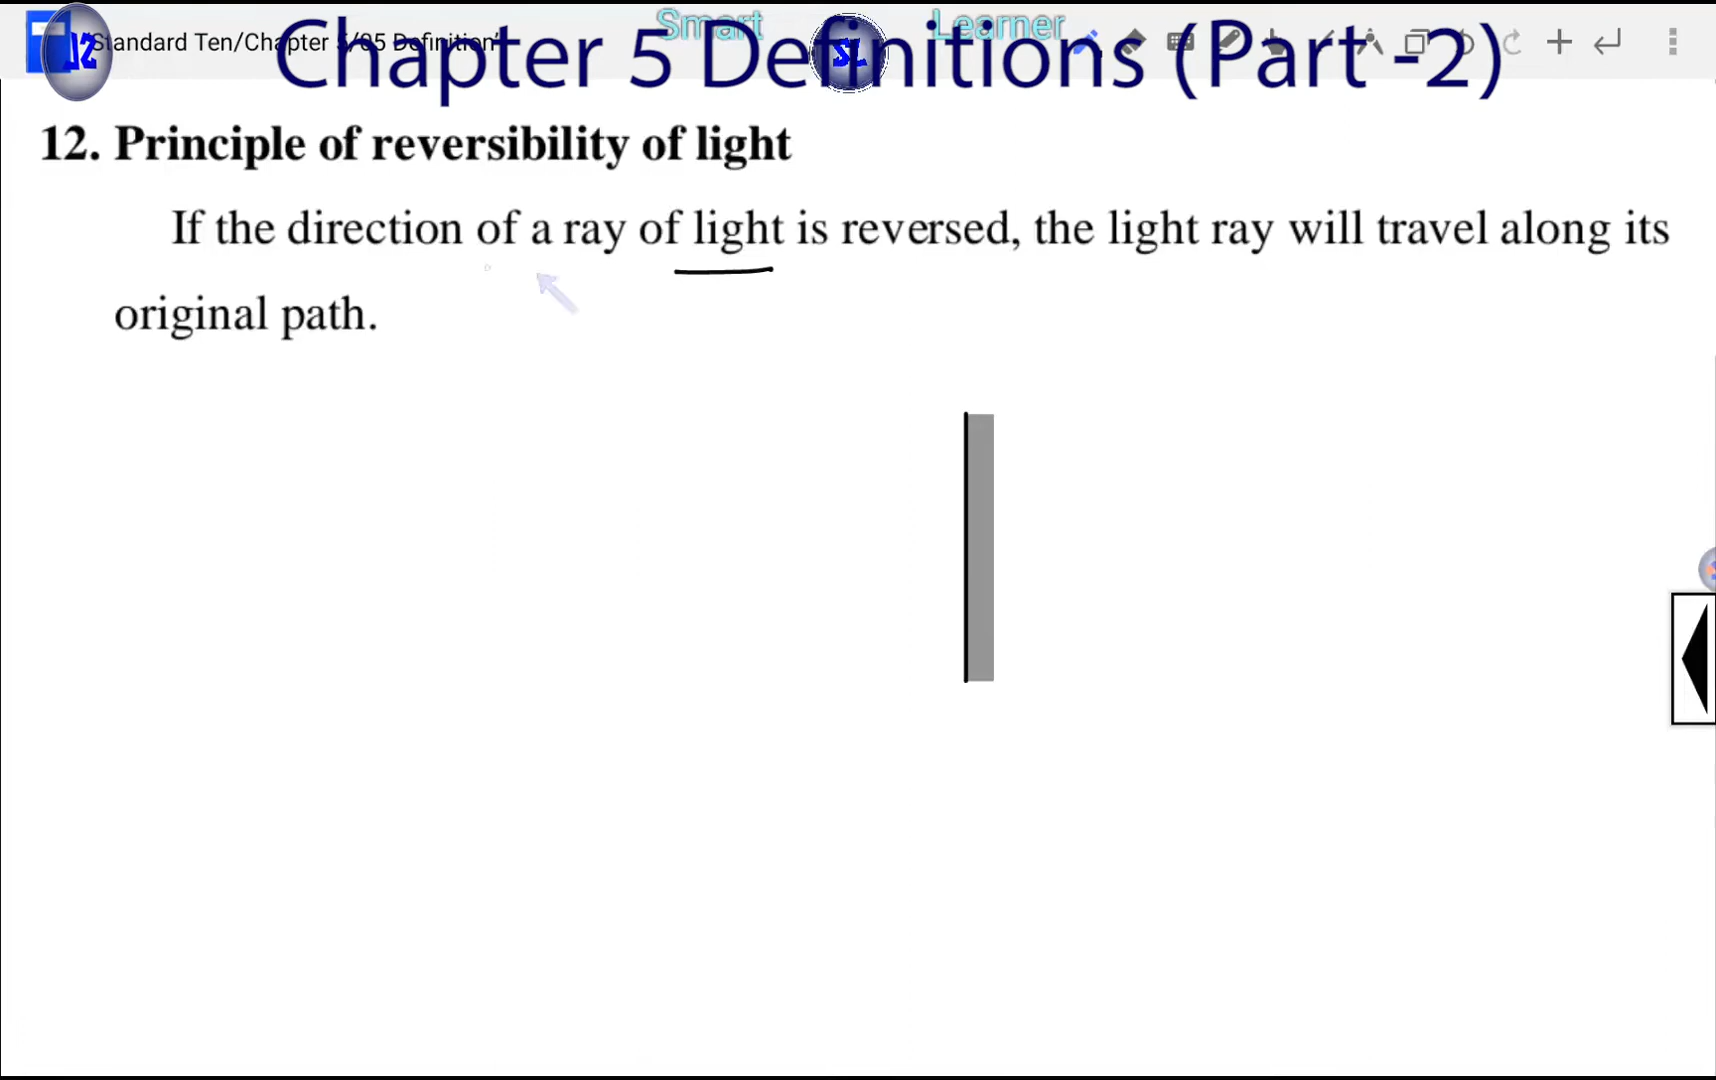 Smart Learner
Standard Ten/Chapter 5/05 Definition
Chapter 5 Definitions (Part -2)
SL
12. Principle of reversibility of light
If the direction of a ray of light is reversed, the light ray will travel along its
original path.